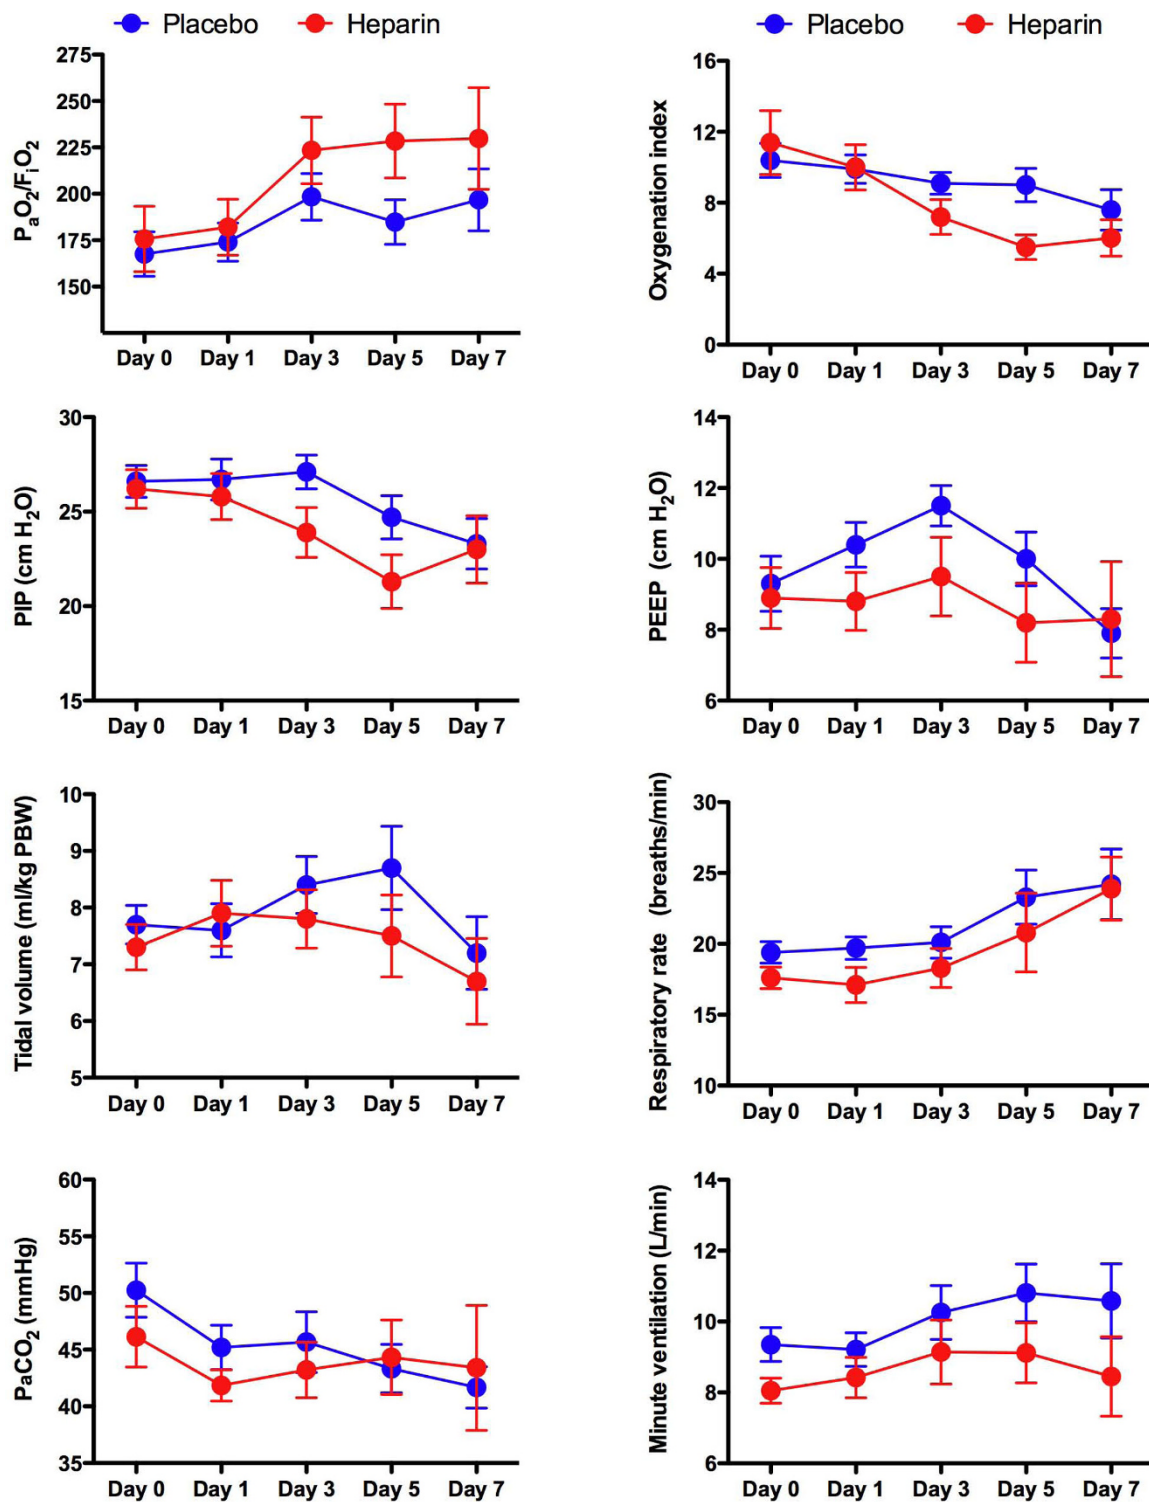 Placebo Heparin
PaO2/FiO2
275
250
225
200
175
150
Day 0 Day 1 Day 3 Day 5 Day 7
Placebo Heparin
Oxygenation index
16
12
8
4
0
Day 0 Day 1 Day 3 Day 5 Day 7
PIP (cm H2O)
30
25
20
15
Day 0 Day 1 Day 3 Day 5 Day 7
PEEP (cm H2O)
14
12
10
8
6
Day 0 Day 1 Day 3 Day 5 Day 7
Tidal volume (ml/kg PBW)
10
9
8
7
6
5
Day 0 Day 1 Day 3 Day 5 Day 7
Respiratory rate (breaths/min)
30
25
20
15
10
Day 0 Day 1 Day 3 Day 5 Day 7
PaCO2 (mmHg)
60
55
50
45
40
35
Day 0 Day 1 Day 3 Day 5 Day 7
Minute ventilation (L/min)
14
12
10
8
6
Day 0 Day 1 Day 3 Day 5 Day 7